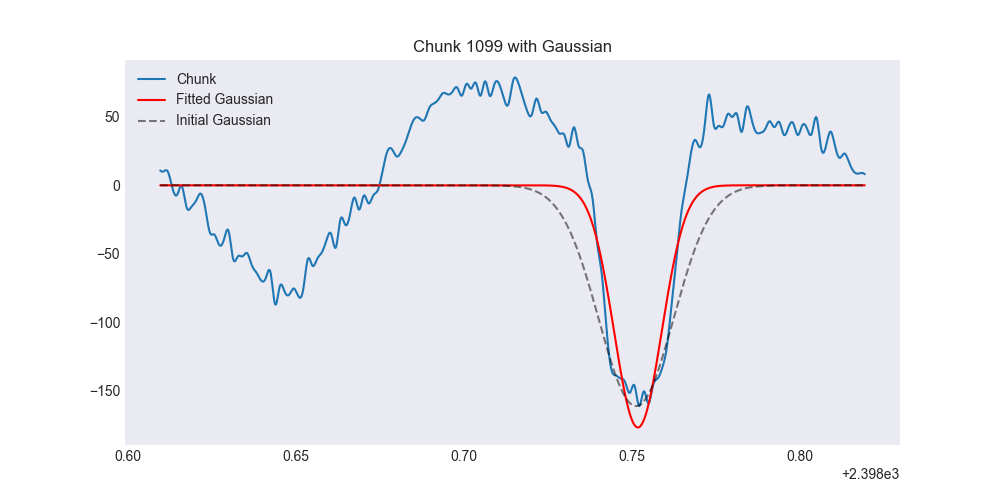 Chunk 1099 with Gaussian
Chunk
Fitted Gaussian
Initial Gaussian
50
0
−50
−100
−150
0.60 0.65 0.70 0.75 0.80
+2.398e3